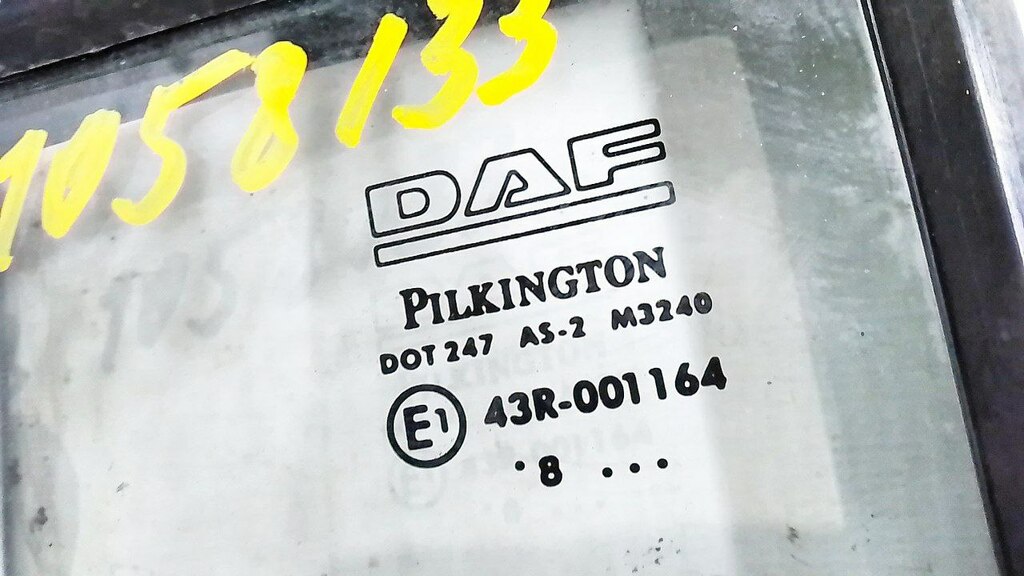 1058133
DAF
PILKINGTON
DOT 247 AS-2 M3240
E1 43R-001164
.8 ...